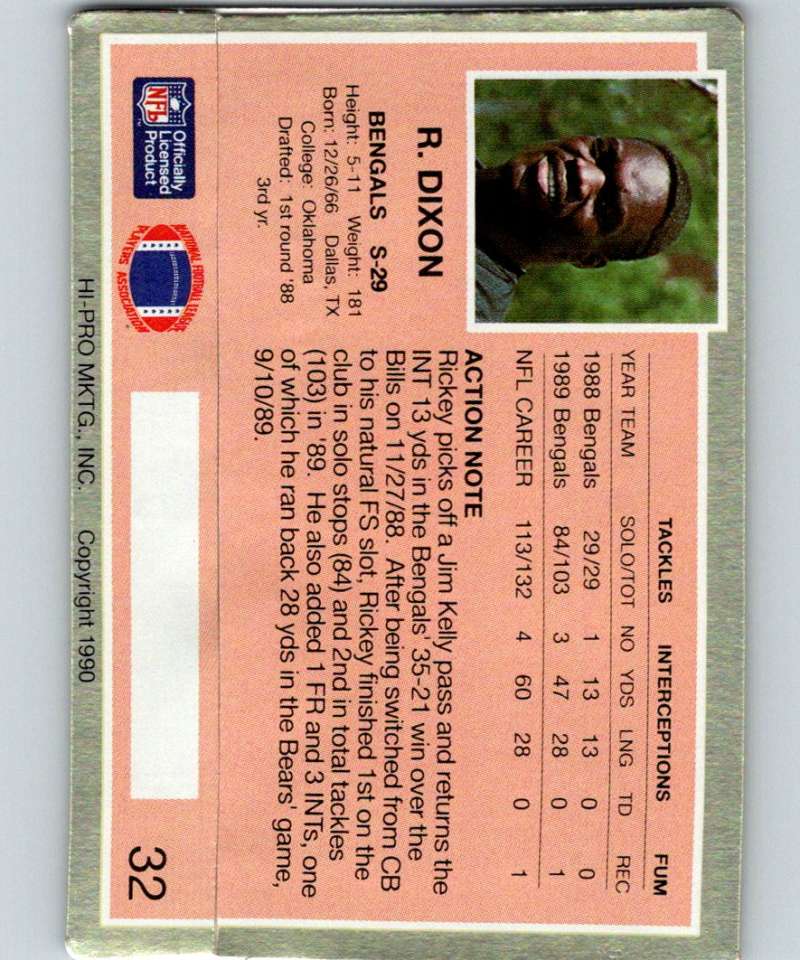 R. DIXON
BENGALS S-29
Height: 5-11 Weight: 181
Born: 12/26/66 Dallas, TX
College: Oklahoma
Drafted: 1st round '88
3rd yr.
TACKLES INTERCEPTIONS FUM
YEAR TEAM SOLO/TOT NO YDS LNG TD REC
1988 Bengals 29/29 1 13 13 0 0
1989 Bengals 84/103 3 47 28 0 1
NFL CAREER 113/132 4 60 28 0 1
ACTION NOTE
Rickey picks off a Jim Kelly pass and returns the
INT 13 yds in the Bengals' 35-21 win over the
Bills on 11/27/88. After being switched from CB
to his natural FS slot, Rickey finished 1st on the
club in solo stops (84) and 2nd in total tackles
(103) in '89. He also added 1 FR and 3 INTs, one
of which he ran back 28 yds in the Bears' game,
9/10/89.
NFL
Officially
Licensed
Product
NATIONAL FOOTBALL LEAGUE
PLAYERS ASSOCIATION
32
HI-PRO MKTG., INC. Copyright 1990